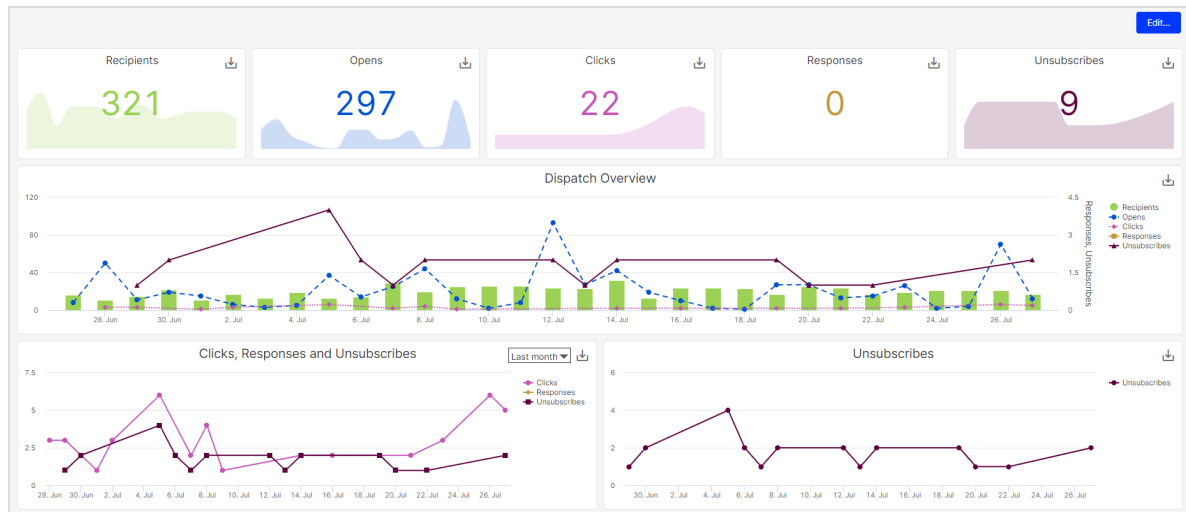 Edit...
Recipients
321
Opens
297
Clicks
22
Responses
0
Unsubscribes
9
Dispatch Overview
120
80
40
0
4.5
3
1.5
0
Responses, Unsubscribes
Recipients
Opens
Clicks
Responses
Unsubscribes
28. Jun 30. Jun 2. Jul 4. Jul 6. Jul 8. Jul 10. Jul 12. Jul 14. Jul 16. Jul 18. Jul 20. Jul 22. Jul 24. Jul 26. Jul
Clicks, Responses and Unsubscribes
Last month
7.5
5
2.5
0
Clicks
Responses
Unsubscribes
28. Jun 30. Jun 2. Jul 4. Jul 6. Jul 8. Jul 10. Jul 12. Jul 14. Jul 16. Jul 18. Jul 20. Jul 22. Jul 24. Jul 26. Jul
Unsubscribes
6
4
2
0
Unsubscribes
30. Jun 2. Jul 4. Jul 6. Jul 8. Jul 10. Jul 12. Jul 14. Jul 16. Jul 18. Jul 20. Jul 22. Jul 24. Jul 26. Jul